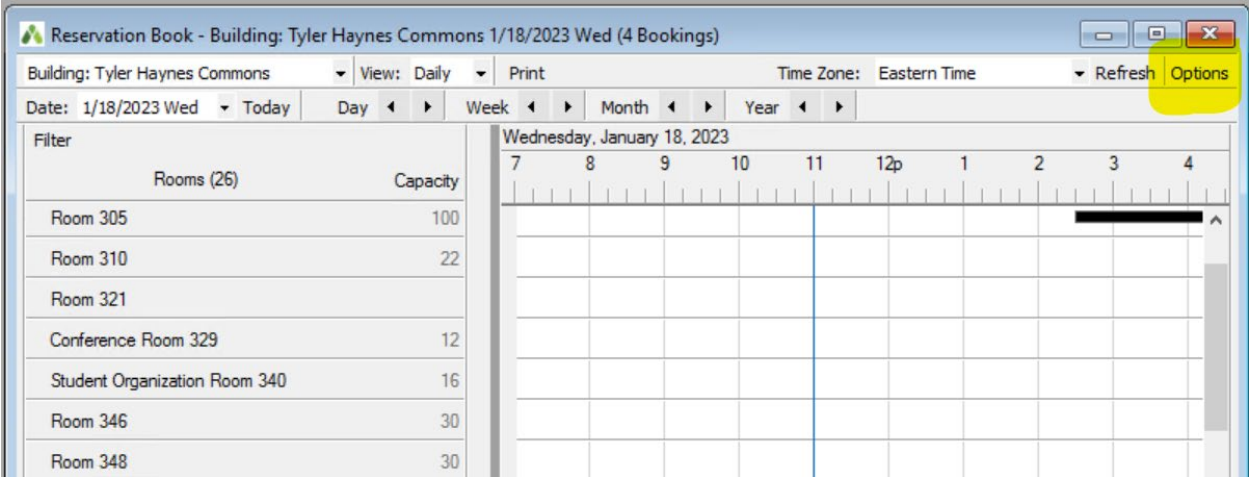 Reservation Book - Building: Tyler Haynes Commons 1/18/2023 Wed (4 Bookings)
Building: Tyler Haynes Commons View: Daily Print Time Zone: Eastern Time Refresh Options
Date: 1/18/2023 Wed Today Day Week Month Year
Filter Wednesday, January 18, 2023
7 8 9 10 11 12p 1 2 3 4
Rooms (26) Capacity
Room 305 100
Room 310 22
Room 321
Conference Room 329 12
Student Organization Room 340 16
Room 346 30
Room 348 30